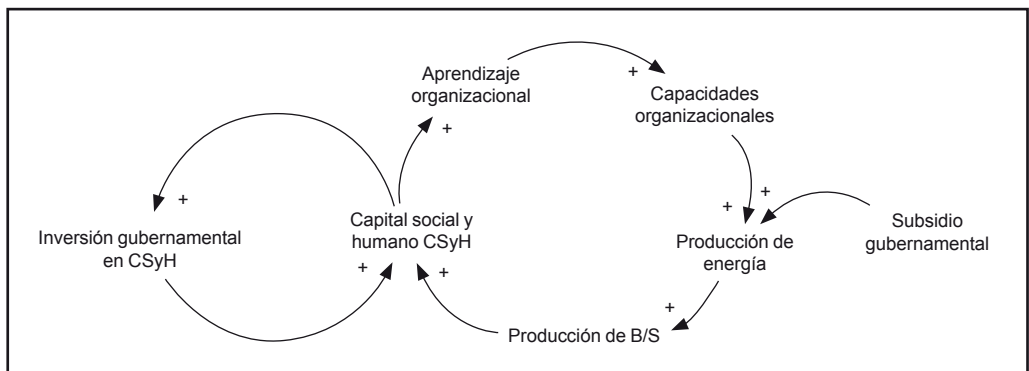 Aprendizaje
organizacional
+
Capacidades
organizacionales
+
+
Inversión gubernamental
en CSyH
+
Capital social y
humano CSyH
+
+
+
+
Producción de
energía
Subsidio
gubernamental
+
Producción de B/S